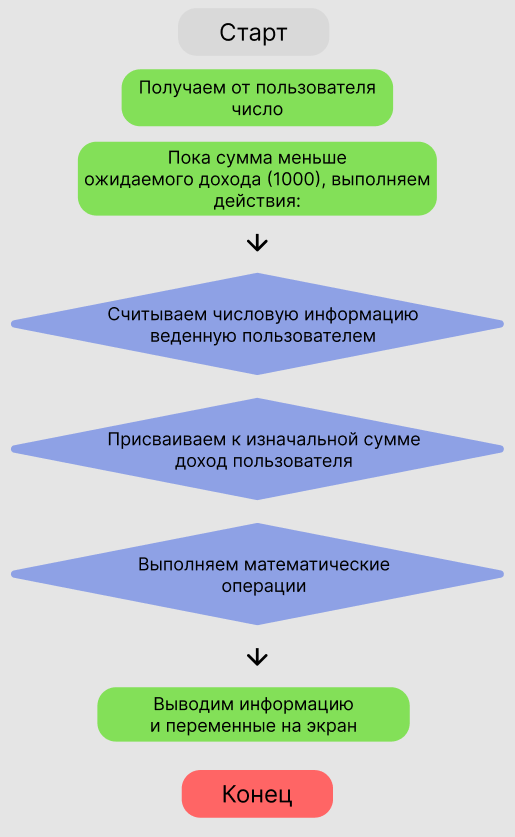 Старт
Получаем от пользователя
число
Пока сумма меньше
ожидаемого дохода (1000), выполняем
действия:
Считываем числовую информацию
веденную пользователем
Присваиваем к изначальной сумме
доход пользователя
Выполняем математические
операции
Выводим информацию
и переменные на экран
Конец